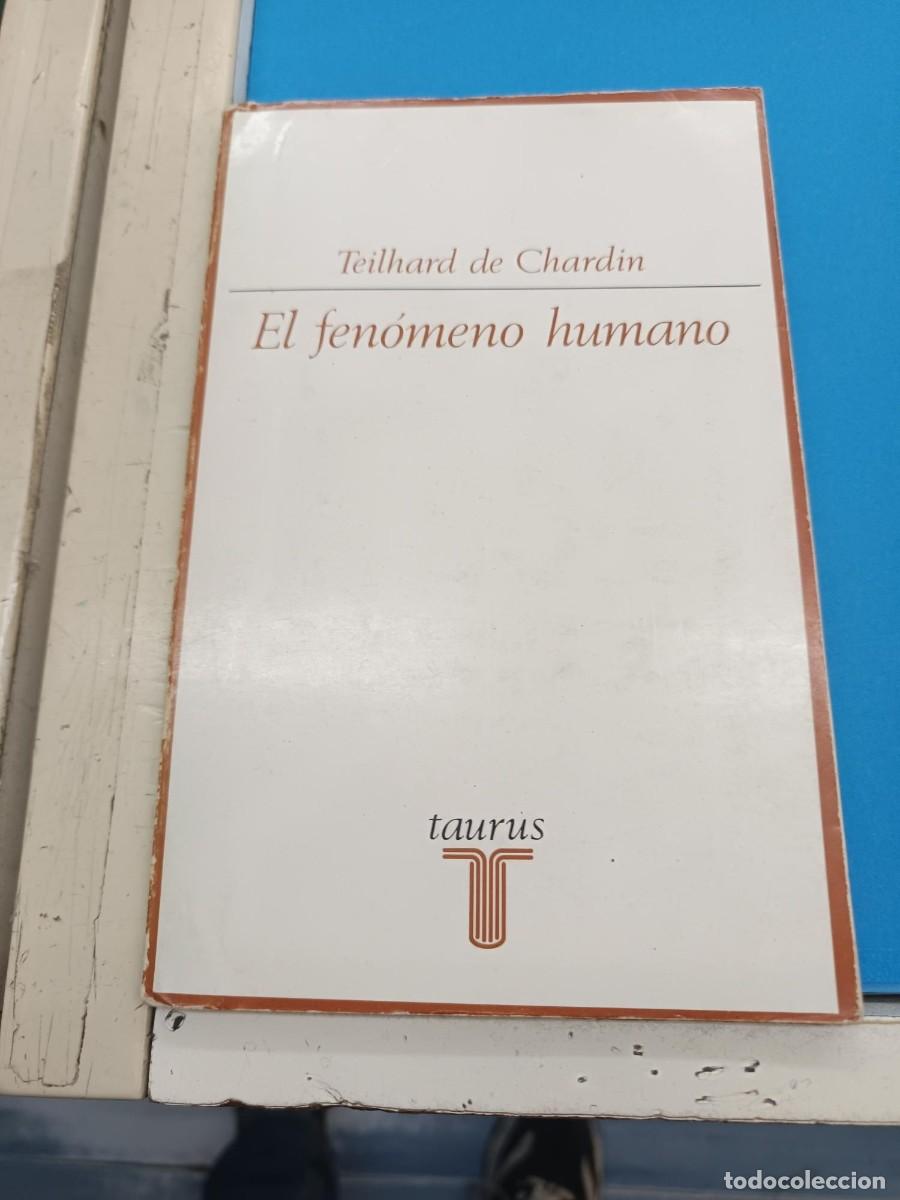 Teilhard de Chardin
El fenómeno humano
taurus
todocoleccion